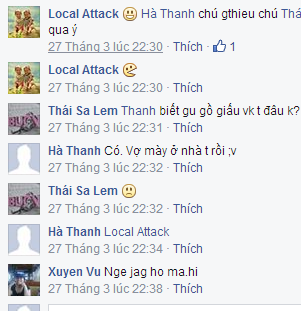 Local Attack Hà Thanh chú gthieu chú Thá
quá ý
27 Tháng 3 lúc 22:30 · Thích · 1
Local Attack
27 Tháng 3 lúc 22:30 · Thích
Thái Sa Lem Thanh biết gu gồ giấu vk t đâu k?
27 Tháng 3 lúc 22:31 · Thích
Hà Thanh Có. Vợ mày ở nhà t rồi ;v
27 Tháng 3 lúc 22:32 · Thích
Thái Sa Lem
27 Tháng 3 lúc 22:32 · Thích
Hà Thanh Local Attack
27 Tháng 3 lúc 22:34 · Thích
Xuyen Vu Nge jag ho ma.hi
27 Tháng 3 lúc 22:38 · Thích